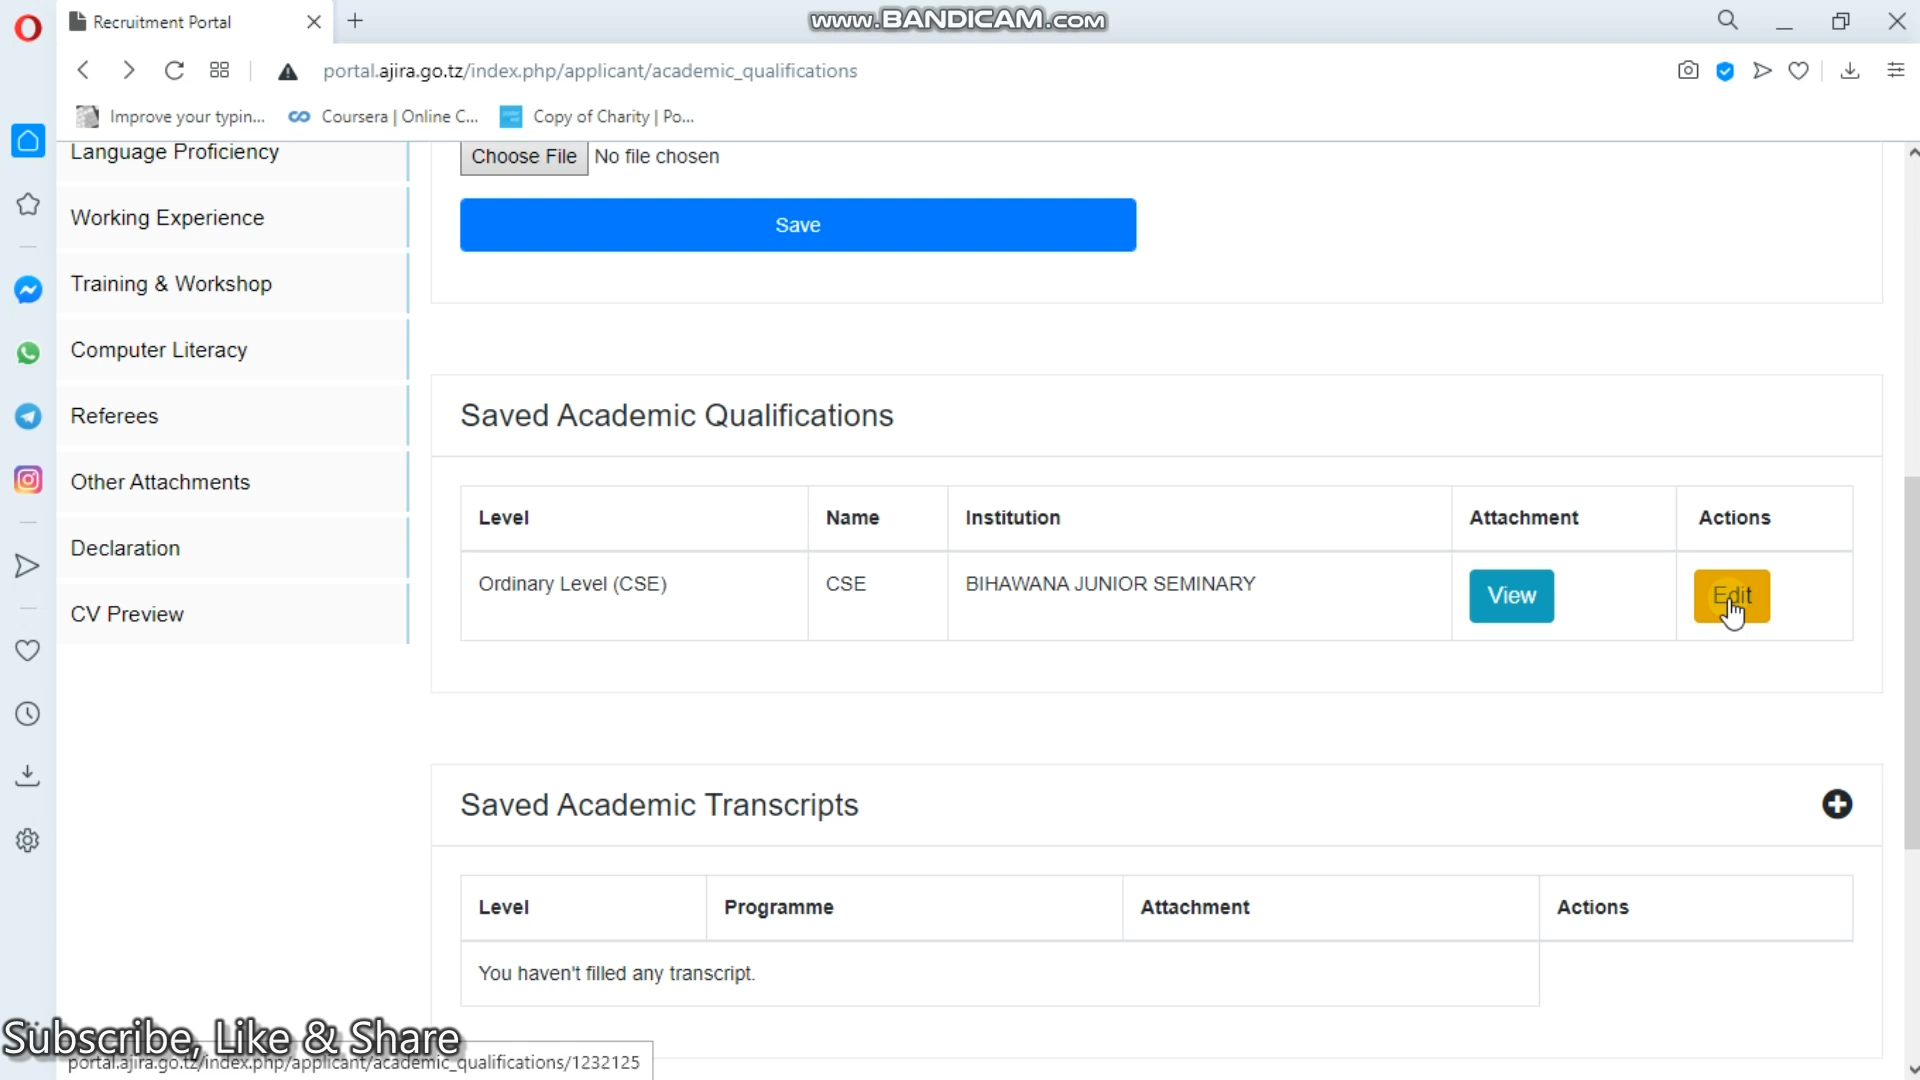 Recruitment Portal
www.BANDICAM.com
portal.ajira.go.tz/index.php/applicant/academic_qualifications
Improve your typin... Coursera | Online C... Copy of Charity | Po...
Language Proficiency
Working Experience
Training & Workshop
Computer Literacy
Referees
Other Attachments
Declaration
CV Preview
Choose File No file chosen
Save
Saved Academic Qualifications
Level Name Institution Attachment Actions
Ordinary Level (CSE) CSE BIHAWANA JUNIOR SEMINARY View Edit
Saved Academic Transcripts
Level Programme Attachment Actions
You haven't filled any transcript.
Subscribe, Like & Share
portal.ajira.go.tz/index.php/applicant/academic_qualifications/1232125